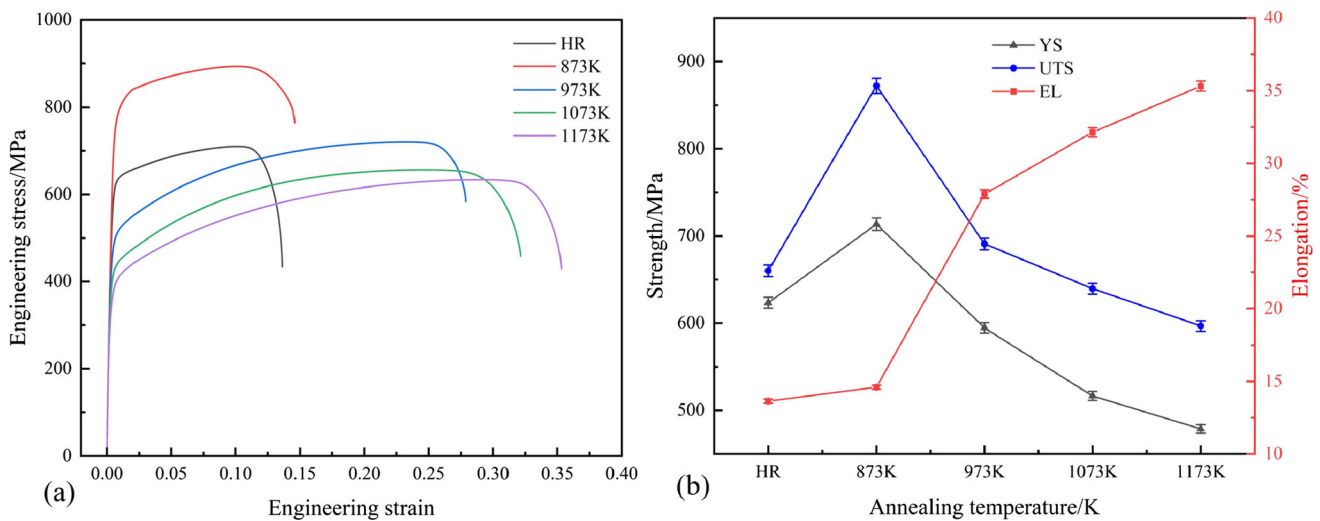 1000
800
600
400
200
0
Engineering stress/MPa
HR
873K
973K
1073K
1173K
0.00 0.05 0.10 0.15 0.20 0.25 0.30 0.35 0.40
Engineering strain
(a)
900
800
700
600
500
Strength/MPa
YS
UTS
EL
40
35
30
25
20
15
10
Elongation/%
HR 873K 973K 1073K 1173K
Annealing temperature/K
(b)